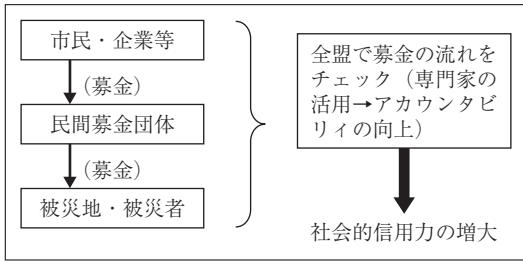 市民・企業等
(募金)
民間募金団体
(募金)
被災地・被災者
全盟で募金の流れを
チェック（専門家の
活用→アカウンタビ
リィの向上）
社会的信用力の増大